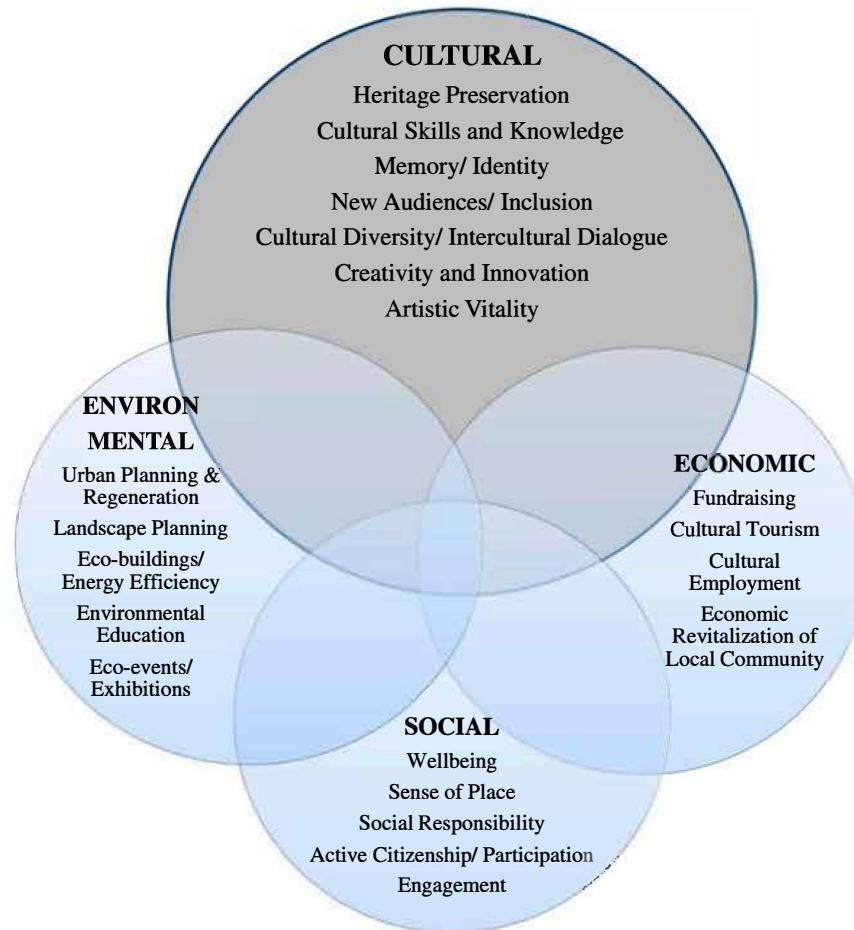 CULTURAL
Heritage Preservation
Cultural Skills and Knowledge
Memory/ Identity
New Audiences/ Inclusion
Cultural Diversity/ Intercultural Dialogue
Creativity and Innovation
Artistic Vitality
ENVIRON
MENTAL
Urban Planning &
Regeneration
Landscape Planning
Eco-buildings/
Energy Efficiency
Environmental
Education
Eco-events/
Exhibitions
ECONOMIC
Fundraising
Cultural Tourism
Cultural
Employment
Economic
Revitalization of
Local Community
SOCIAL
Wellbeing
Sense of Place
Social Responsibility
Active Citizenship/ Participation
Engagement